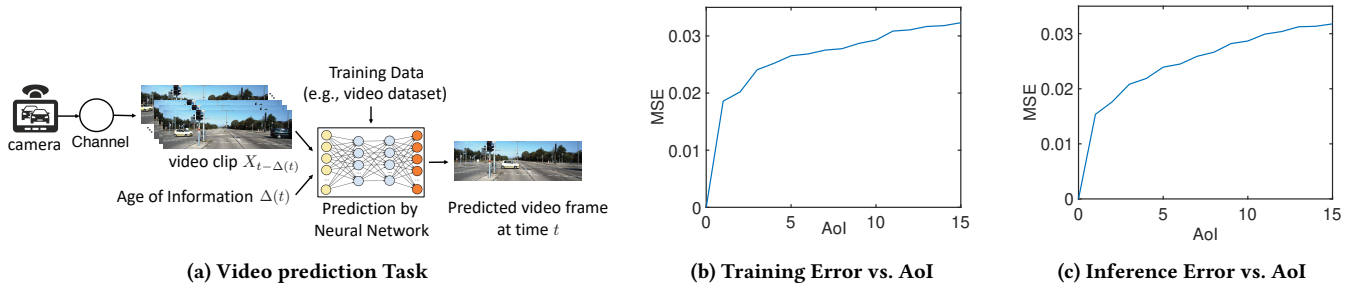 camera
Channel
video clip X_{t−Δ(t)}
Age of Information Δ(t)
Training Data
(e.g., video dataset)
Prediction by
Neural Network
Predicted video frame
at time t
(a) Video prediction Task
MSE
0.03
0.02
0.01
0
0
5
10
15
AoI
(b) Training Error vs. AoI
MSE
0.03
0.02
0.01
0
0
5
10
15
AoI
(c) Inference Error vs. AoI